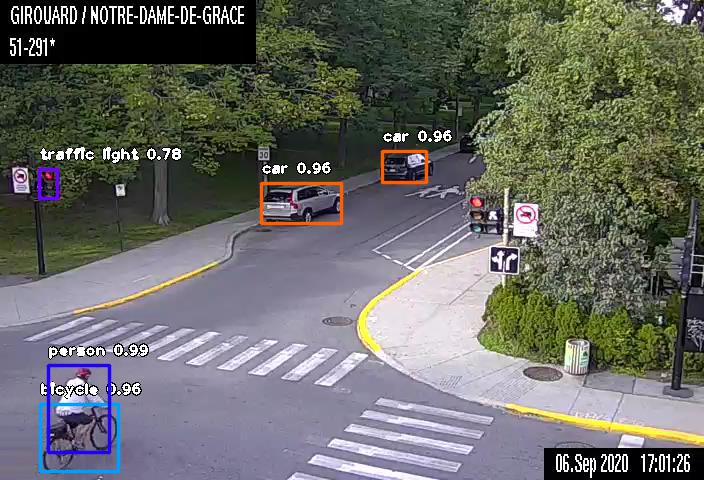 GIROUARD / NOTRE-DAME-DE-GRACE
51-291*
traffic light 0.78
car 0.96
car 0.96
30
person 0.99
bicycle 0.96
06.Sep 2020 17:01:26